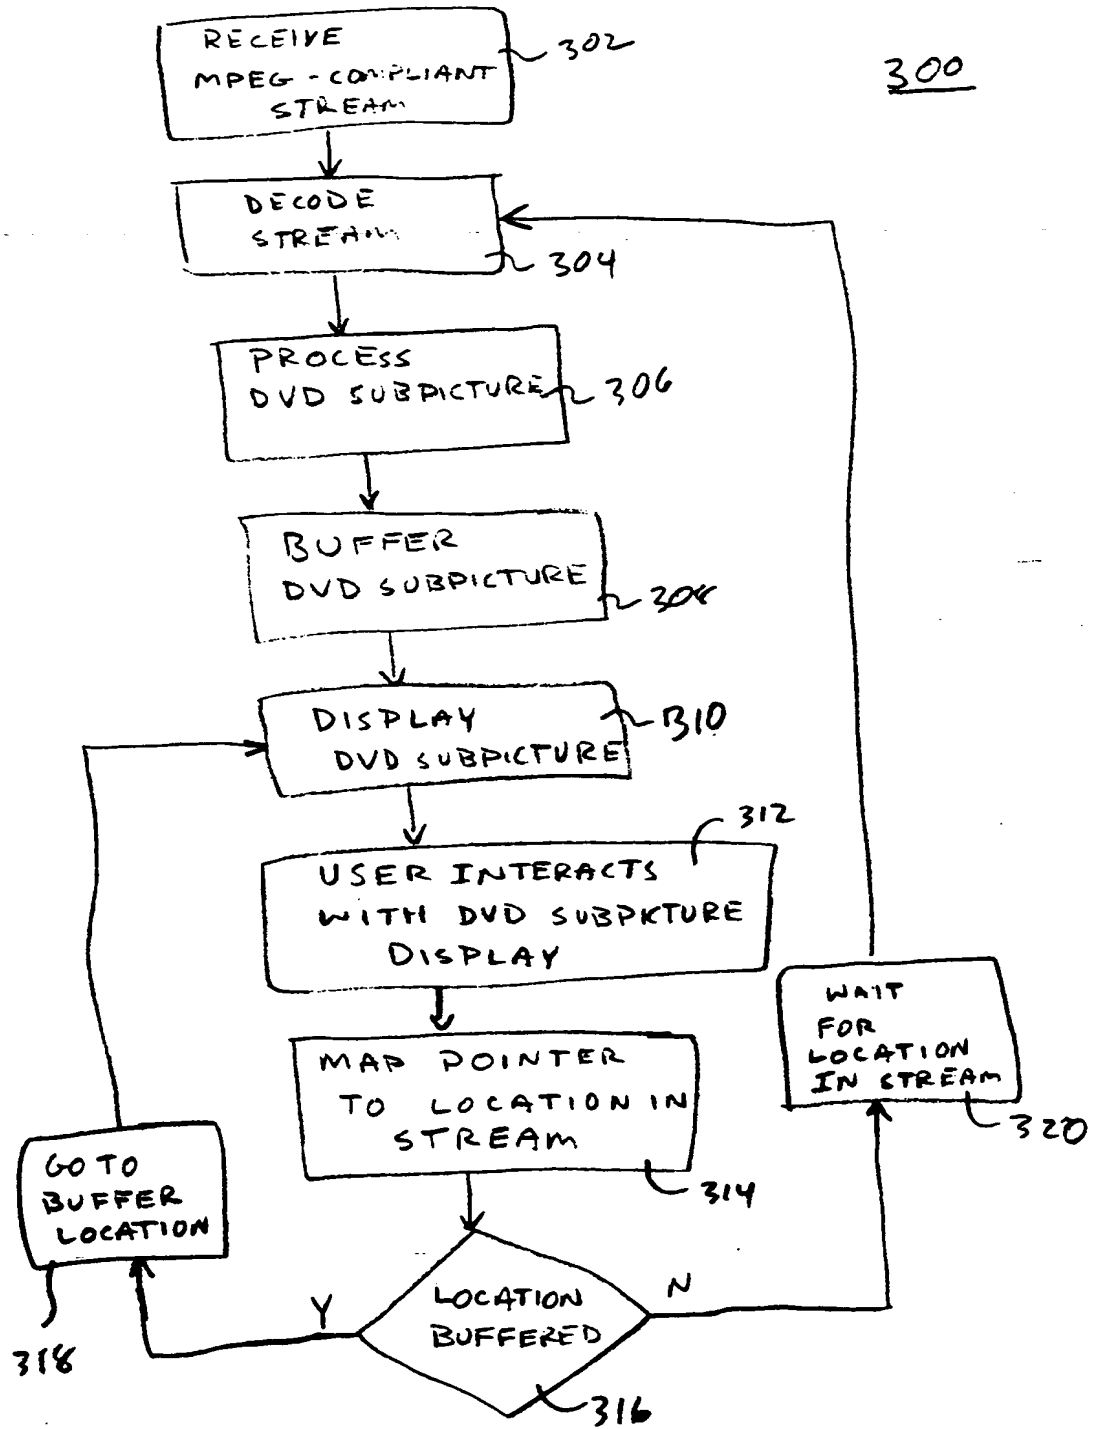 RECEIVE
MPEG-COMPLIANT
STREAM
302
300
DECODE
STREAM
304
PROCESS
DVD SUBPICTURE
306
BUFFER
DVD SUBPICTURE
308
DISPLAY
DVD SUBPICTURE
310
312
USER INTERACTS
WITH DVD SUBPICTURE
DISPLAY
MAP POINTER
TO LOCATION IN
STREAM
314
WAIT
FOR
LOCATION
IN STREAM
320
GO TO
BUFFER
LOCATION
318
Y
LOCATION
BUFFERED
N
316